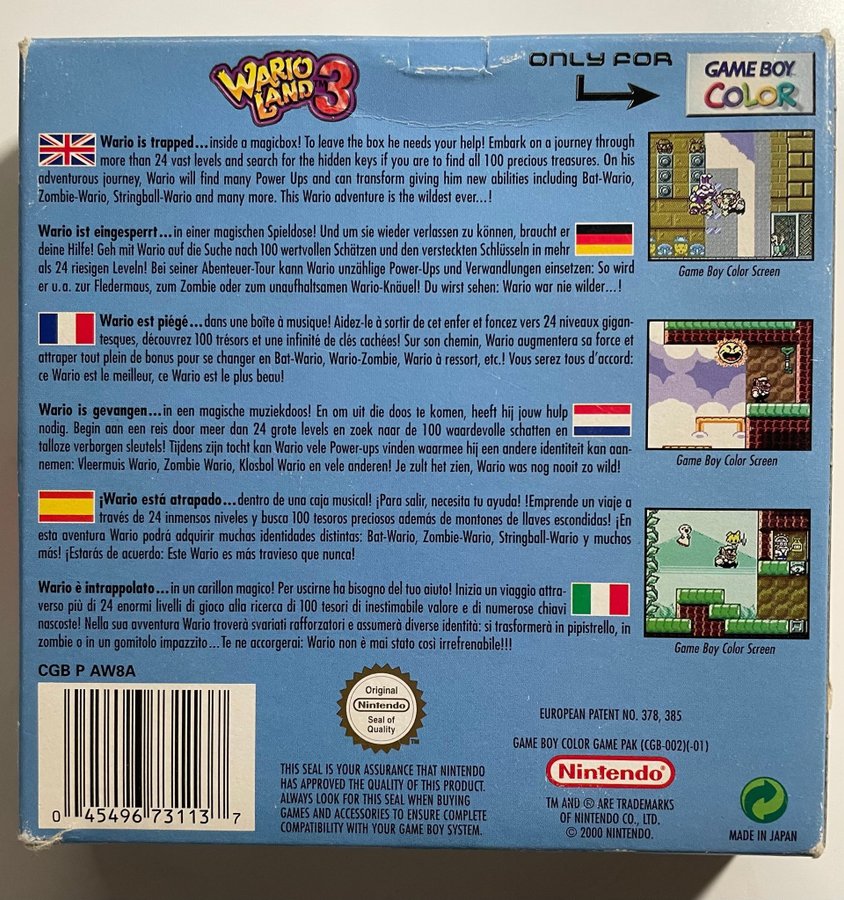 WARIO LAND 3™
ONLY FOR
GAME BOY
COLOR
Wario is trapped...inside a magicbox! To leave the box he needs your help! Embark on a journey through
more than 24 vast levels and search for the hidden keys if you are to find all 100 precious treasures. On his
adventurous journey, Wario will find many Power Ups and can transform giving him new abilities including Bat-Wario,
Zombie-Wario, Stringball-Wario and many more. This Wario adventure is the wildest ever...!
Game Boy Color Screen
Wario ist eingesperrt...in einer magischen Spieldose! Und um sie wieder verlassen zu können, braucht er
deine Hilfe! Geh mit Wario auf die Suche nach 100 wertvollen Schätzen und den versteckten Schlüsseln in mehr
als 24 riesigen Leveln! Bei seiner Abenteuer-Tour kann Wario unzählige Power-Ups und Verwandlungen einsetzen: So wird
er u.a. zur Fledermaus, zum Zombie oder zum unaufhaltsamen Wario-Knäuel! Du wirst sehen: Wario war nie wilder...!
Wario est piégé...dans une boîte à musique! Aidez-le à sortir de cet enfer et foncez vers 24 niveaux gigan-
tesques, découvrez 100 trésors et une infinité de clés cachées! Sur son chemin, Wario augmentera sa force et
attraper tout plein de bonus pour se changer en Bat-Wario, Wario-Zombie, Wario à ressort, etc.! Vous serez tous d'accord:
ce Wario est le meilleur, ce Wario est le plus beau!
Game Boy Color Screen
Wario is gevangen...in een magische muziekdoos! En om uit die doos te komen, heeft hij jouw hulp
nodig. Begin aan een reis door meer dan 24 grote levels en zoek naar de 100 waardevolle schatten en
talloze verborgen sleutels! Tijdens zijn tocht kan Wario vele Power-ups vinden waarmee hij een andere identiteit kan aan-
nemen: Vleermuis Wario, Zombie Wario, Klosbol Wario en vele anderen! Je zult het zien, Wario was nog nooit zo wild!
¡Wario está atrapado...dentro de una caja musical! ¡Para salir, necesita tu ayuda! !Emprende un viaje a
través de 24 inmensos niveles y busca 100 tesoros preciosos además de montones de llaves escondidas! ¡En
esta aventura Wario podrá adquirir muchas identidades distintas: Bat-Wario, Zombie-Wario, Stringball-Wario y muchos
más! ¡Estarás de acuerdo: Este Wario es más travieso que nunca!
Wario è intrappolato...in un carillon magico! Per uscirne ha bisogno del tuo aiuto! Inizia un viaggio attra-
verso più di 24 enormi livelli di gioco alla ricerca di 100 tesori di inestimabile valore e di numerose chiavi
nascoste! Nella sua avventura Wario troverà svariati rafforzatori e assumerà diverse identità: si trasformerà in pipistrello, in
zombie o in un gomitolo impazzito...Te ne accorgerai: Wario non è mai stato così irrefrenabile!!!
Game Boy Color Screen
CGB P AW8A
0 45496 73113 7
Original
Nintendo
Seal of
Quality
TM
THIS SEAL IS YOUR ASSURANCE THAT NINTENDO
HAS APPROVED THE QUALITY OF THIS PRODUCT.
ALWAYS LOOK FOR THIS SEAL WHEN BUYING
GAMES AND ACCESSORIES TO ENSURE COMPLETE
COMPATIBILITY WITH YOUR GAME BOY SYSTEM.
EUROPEAN PATENT NO. 378, 385
GAME BOY COLOR GAME PAK (CGB-002)(-01)
Nintendo®
TM AND ® ARE TRADEMARKS
OF NINTENDO CO., LTD.
© 2000 NINTENDO.
MADE IN JAPAN